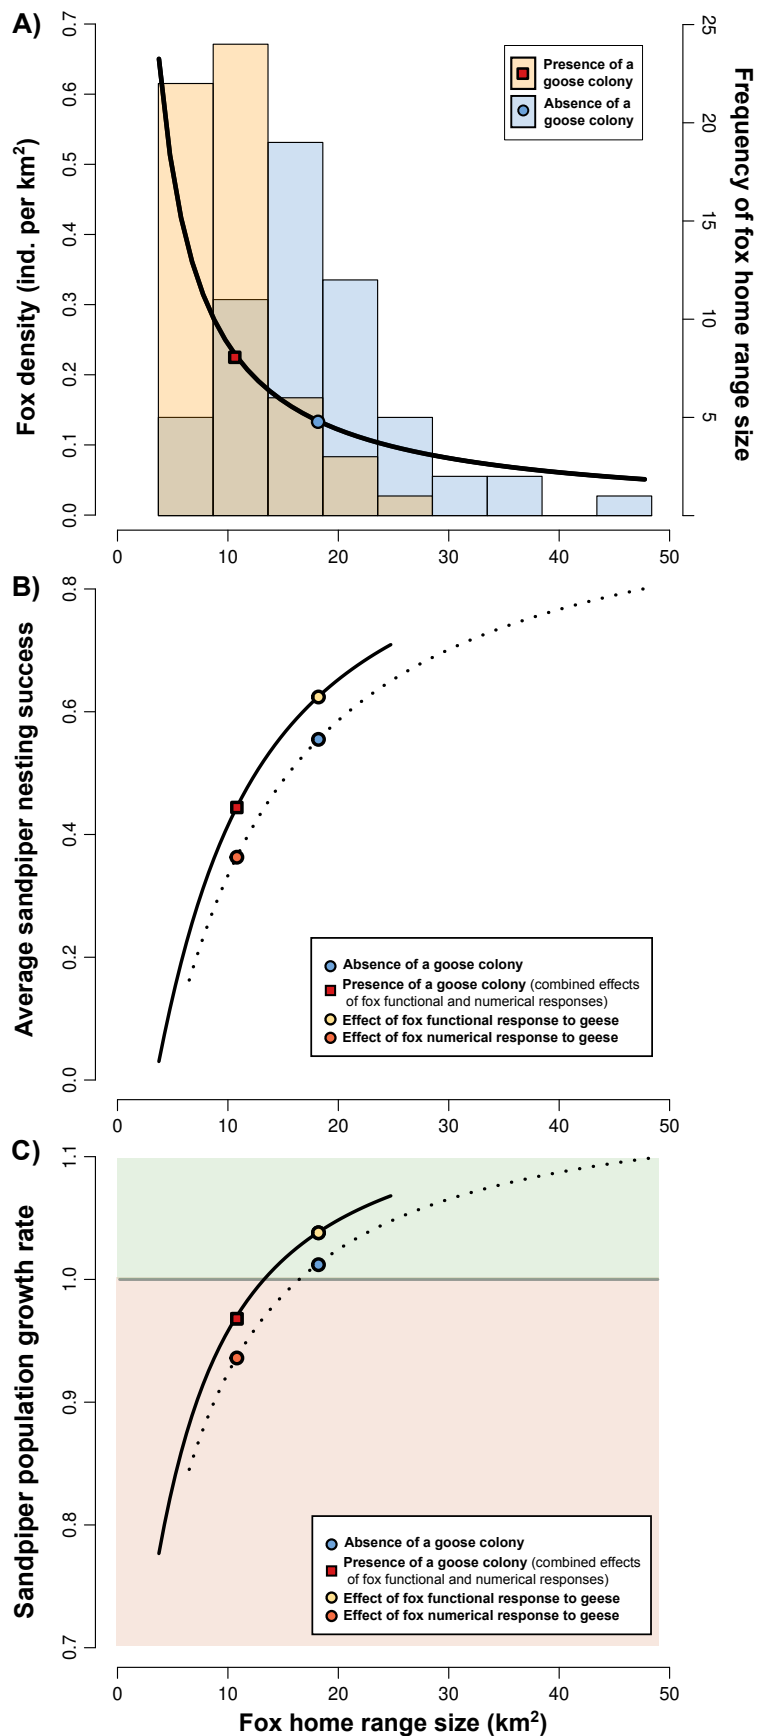 A)
Fox density (ind. per km²)
0.0
0.1
0.2
0.3
0.4
0.5
0.6
0.7
Presence of a
goose colony
Absence of a
goose colony
5
10
15
20
25
Frequency of fox home range size
0 10 20 30 40 50
B)
Average sandpiper nesting success
0.0
0.2
0.4
0.6
0.8
Absence of a goose colony
Presence of a goose colony (combined effects
of fox functional and numerical responses)
Effect of fox functional response to geese
Effect of fox numerical response to geese
0 10 20 30 40 50
C)
Sandpiper population growth rate
0.7
0.8
0.9
1.0
1.1
Absence of a goose colony
Presence of a goose colony (combined effects
of fox functional and numerical responses)
Effect of fox functional response to geese
Effect of fox numerical response to geese
0 10 20 30 40 50
Fox home range size (km²)